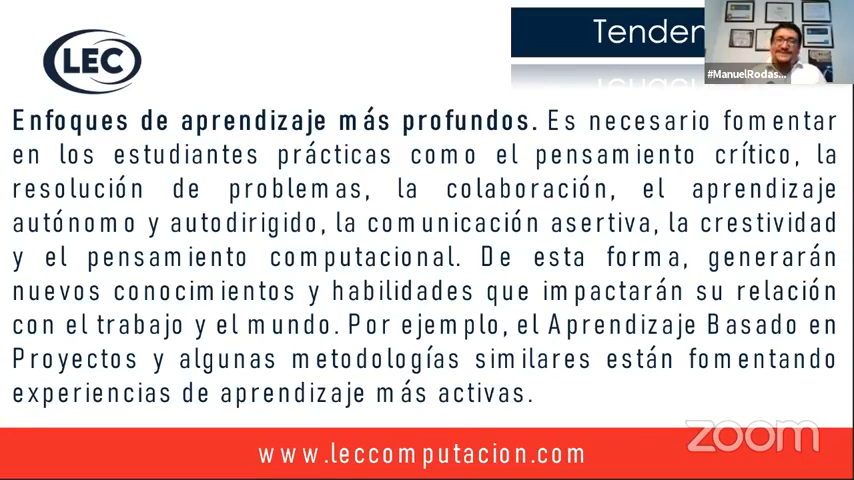 LEC
Tenden
#ManuelRodas...
Enfoques de aprendizaje más profundos. Es necesario fomentar
en los estudiantes prácticas como el pensamiento crítico, la
resolución de problemas, la colaboración, el aprendizaje
autónomo y autodirigido, la comunicación asertiva, la crestividad
y el pensamiento computacional. De esta forma, generarán
nuevos conocimientos y habilidades que impactarán su relación
con el trabajo y el mundo. Por ejemplo, el Aprendizaje Basado en
Proyectos y algunas metodologías similares están fomentando
experiencias de aprendizaje más activas.
zoom
www.leccomputacion.com